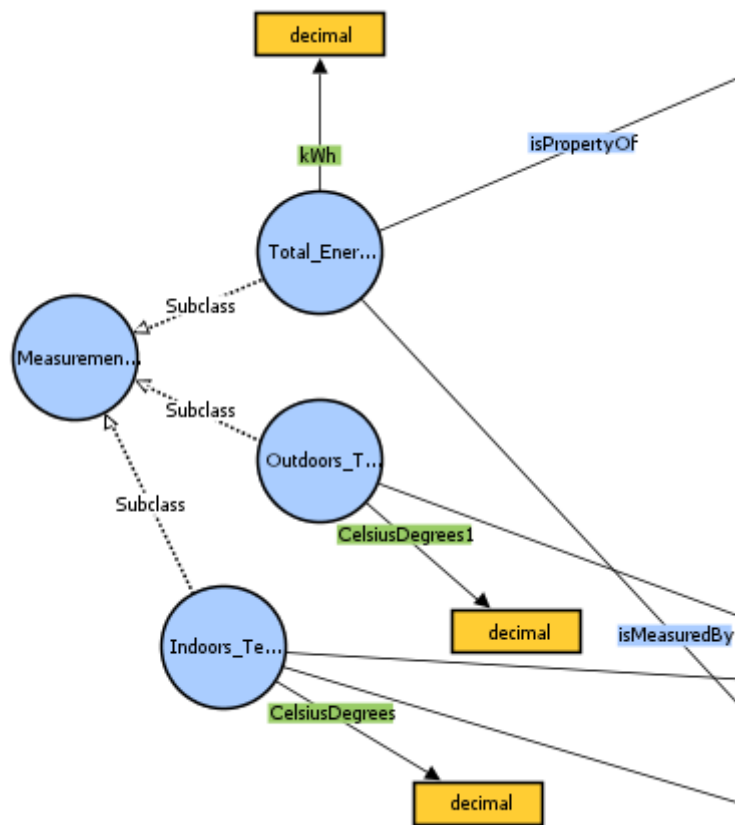 decimal
isPropertyOf
kWh
Total_Ener...
Subclass
Measuremen...
Subclass
Outdoors_T...
Subclass
CelsiusDegrees1
decimal
isMeasuredBy
Indoors_Te...
CelsiusDegrees
decimal